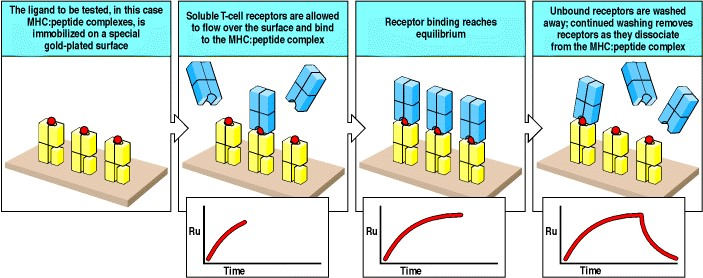 The ligand to be tested, in this case
MHC:peptide complexes, is
immobilized on a special
gold-plated surface
Soluble T-cell receptors are allowed
to flow over the surface and bind
to the MHC:peptide complex
Receptor binding reaches
equilibrium
Unbound receptors are washed
away; continued washing removes
receptors as they dissociate
from the MHC:peptide complex
Ru
Time
Ru
Time
Ru
Time